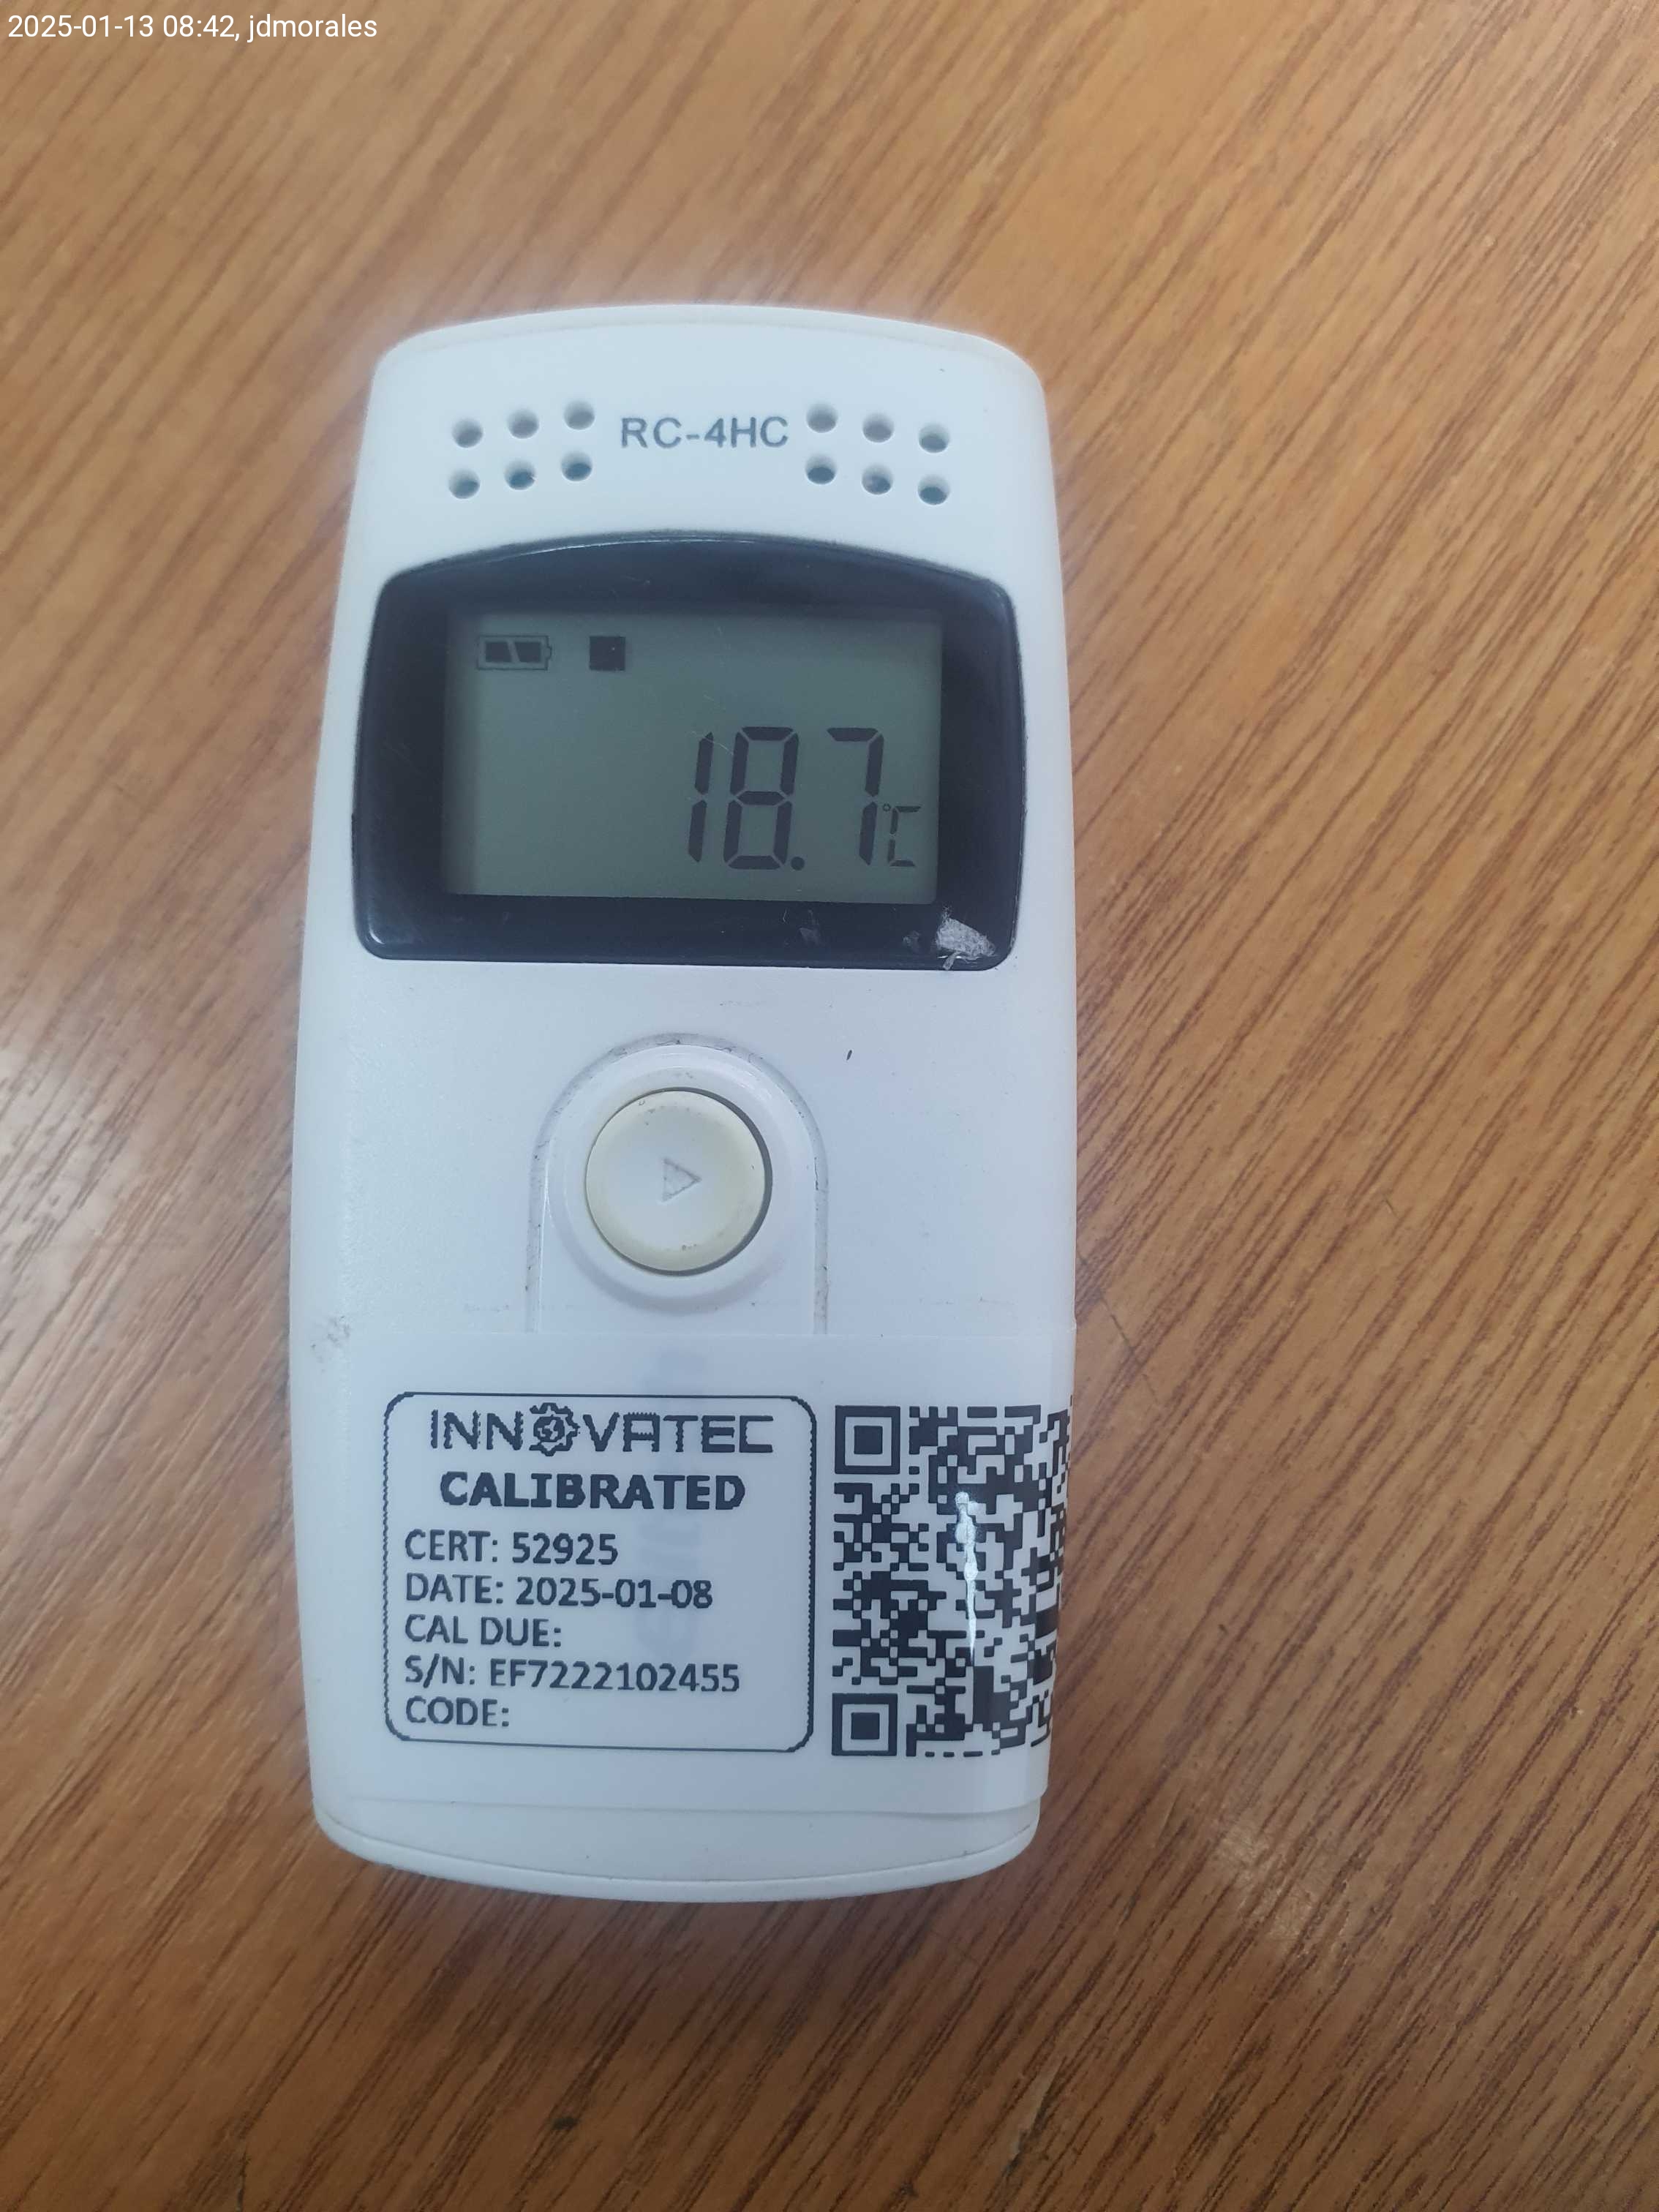 2025-01-13 08:42, jdmorales
RC-4HC
18.7°C
INNOVATEC
CALIBRATED
CERT: 52925
DATE: 2025-01-08
CAL DUE:
S/N: EF7222102455
CODE: